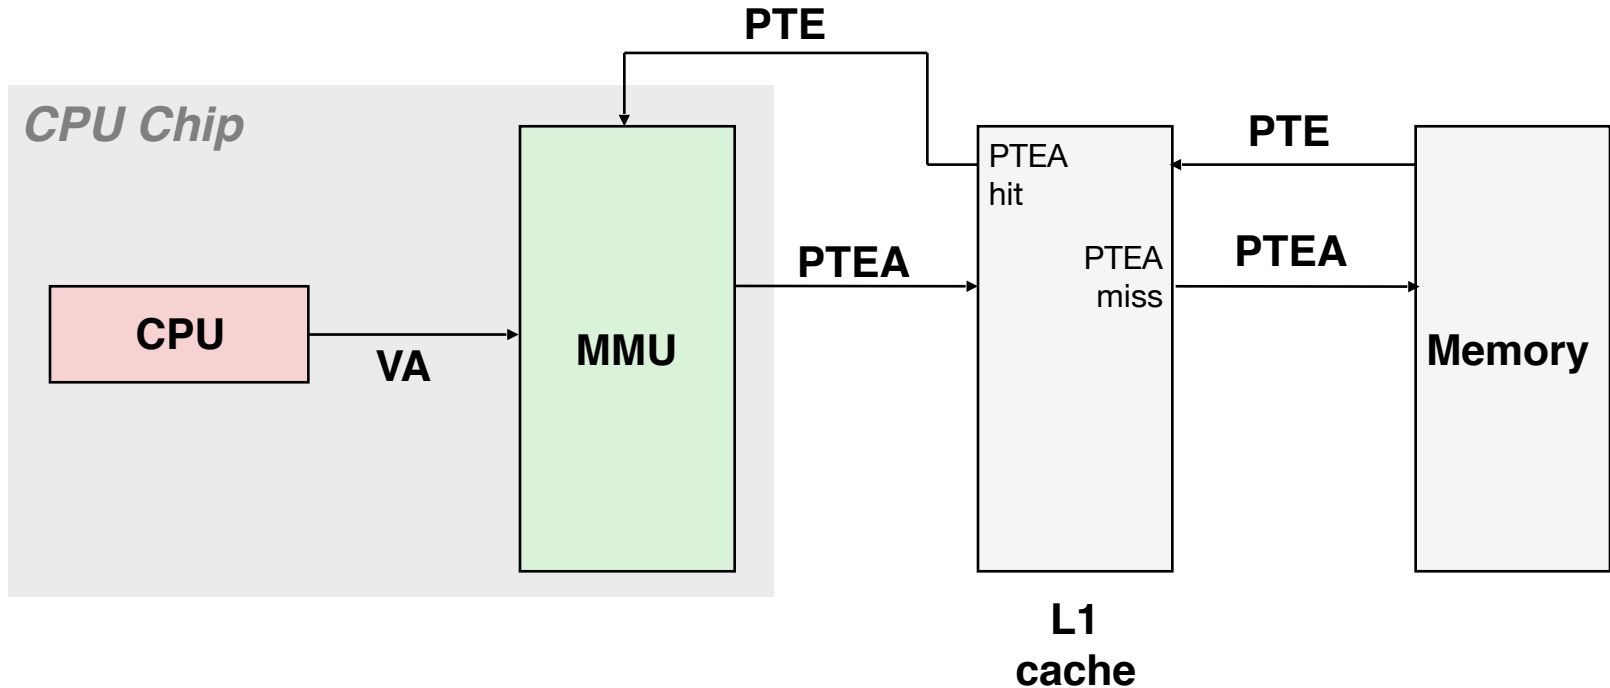 PTE
CPU Chip
PTEA
hit
PTE
PTEA
PTEA
miss
PTEA
CPU
VA
MMU
Memory
L1
cache